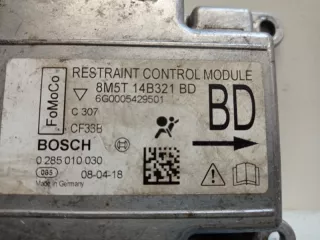 FoMoCo
RESTRAINT CONTROL MODULE
8M5T 14B321 BD
6G0005429501
C 307
CF33B
BD
BOSCH
0 285 010 030
Made in Germany
08-04-18